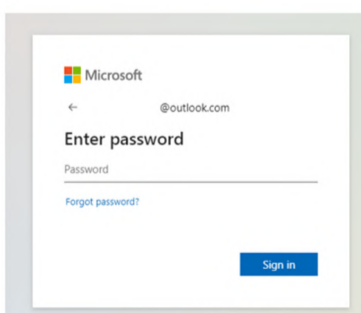 Microsoft
← @outlook.com
Enter password
Password
Forgot password?
Sign in